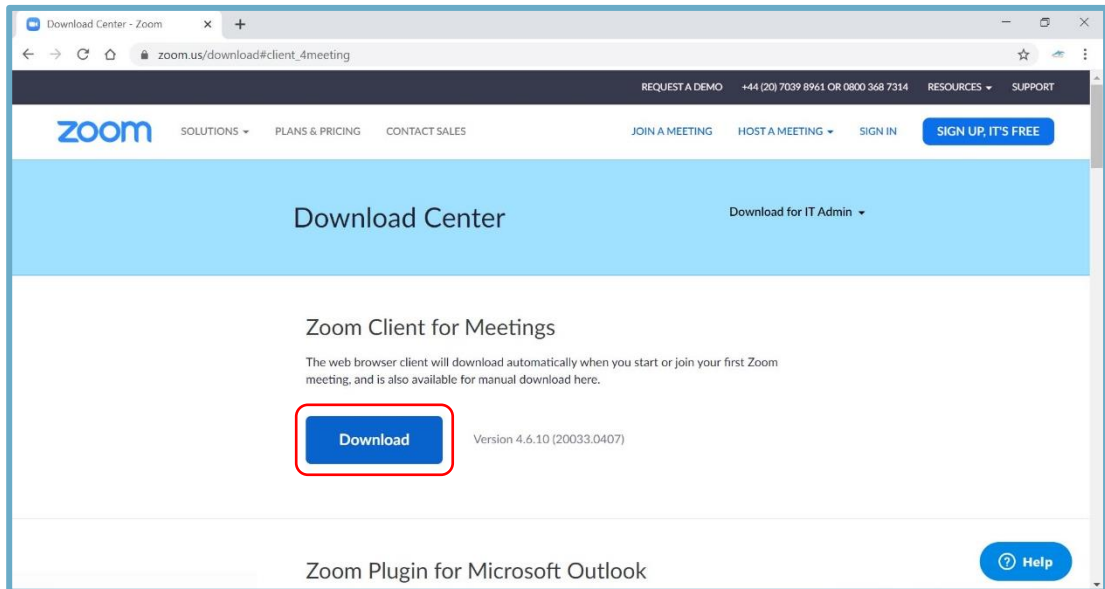 Download Center - Zoom
zoom.us/download#client_4meeting
REQUEST A DEMO +44 (20) 7039 8961 OR 0800 368 7314 RESOURCES SUPPORT
zoom SOLUTIONS PLANS & PRICING CONTACT SALES JOIN A MEETING HOST A MEETING SIGN IN SIGN UP, IT'S FREE
Download Center Download for IT Admin
Zoom Client for Meetings
The web browser client will download automatically when you start or join your first Zoom
meeting, and is also available for manual download here.
Download Version 4.6.10 (20033.0407)
Help
Zoom Plugin for Microsoft Outlook